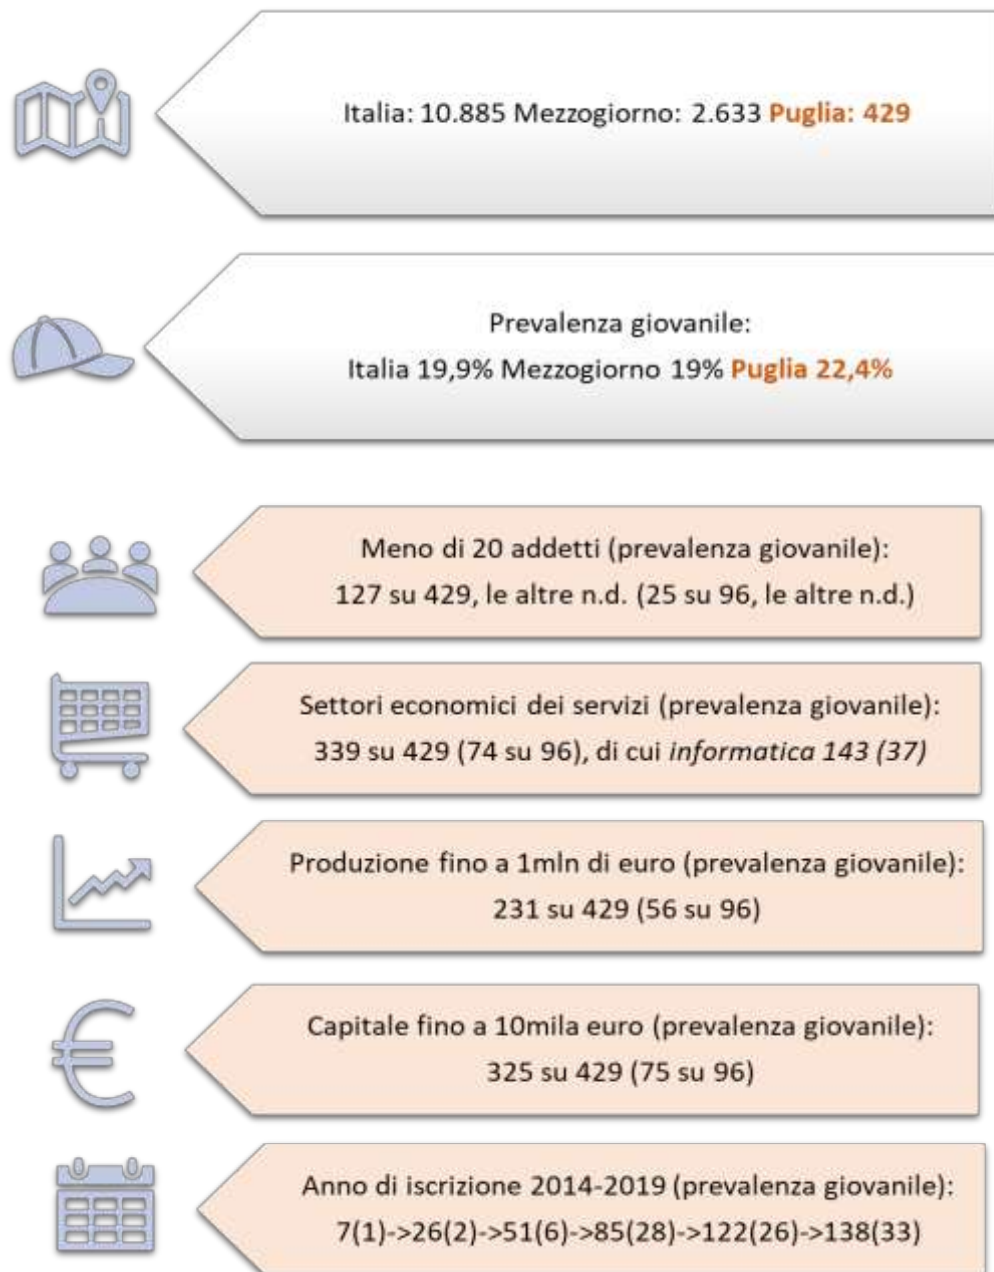 Italia: 10.885 Mezzogiorno: 2.633 Puglia: 429
Prevalenza giovanile:
Italia 19,9% Mezzogiorno 19% Puglia 22,4%
Meno di 20 addetti (prevalenza giovanile):
127 su 429, le altre n.d. (25 su 96, le altre n.d.)
Settori economici dei servizi (prevalenza giovanile):
339 su 429 (74 su 96), di cui informatica 143 (37)
Produzione fino a 1mln di euro (prevalenza giovanile):
231 su 429 (56 su 96)
Capitale fino a 10mila euro (prevalenza giovanile):
325 su 429 (75 su 96)
Anno di iscrizione 2014-2019 (prevalenza giovanile):
7(1)->26(2)->51(6)->85(28)->122(26)->138(33)